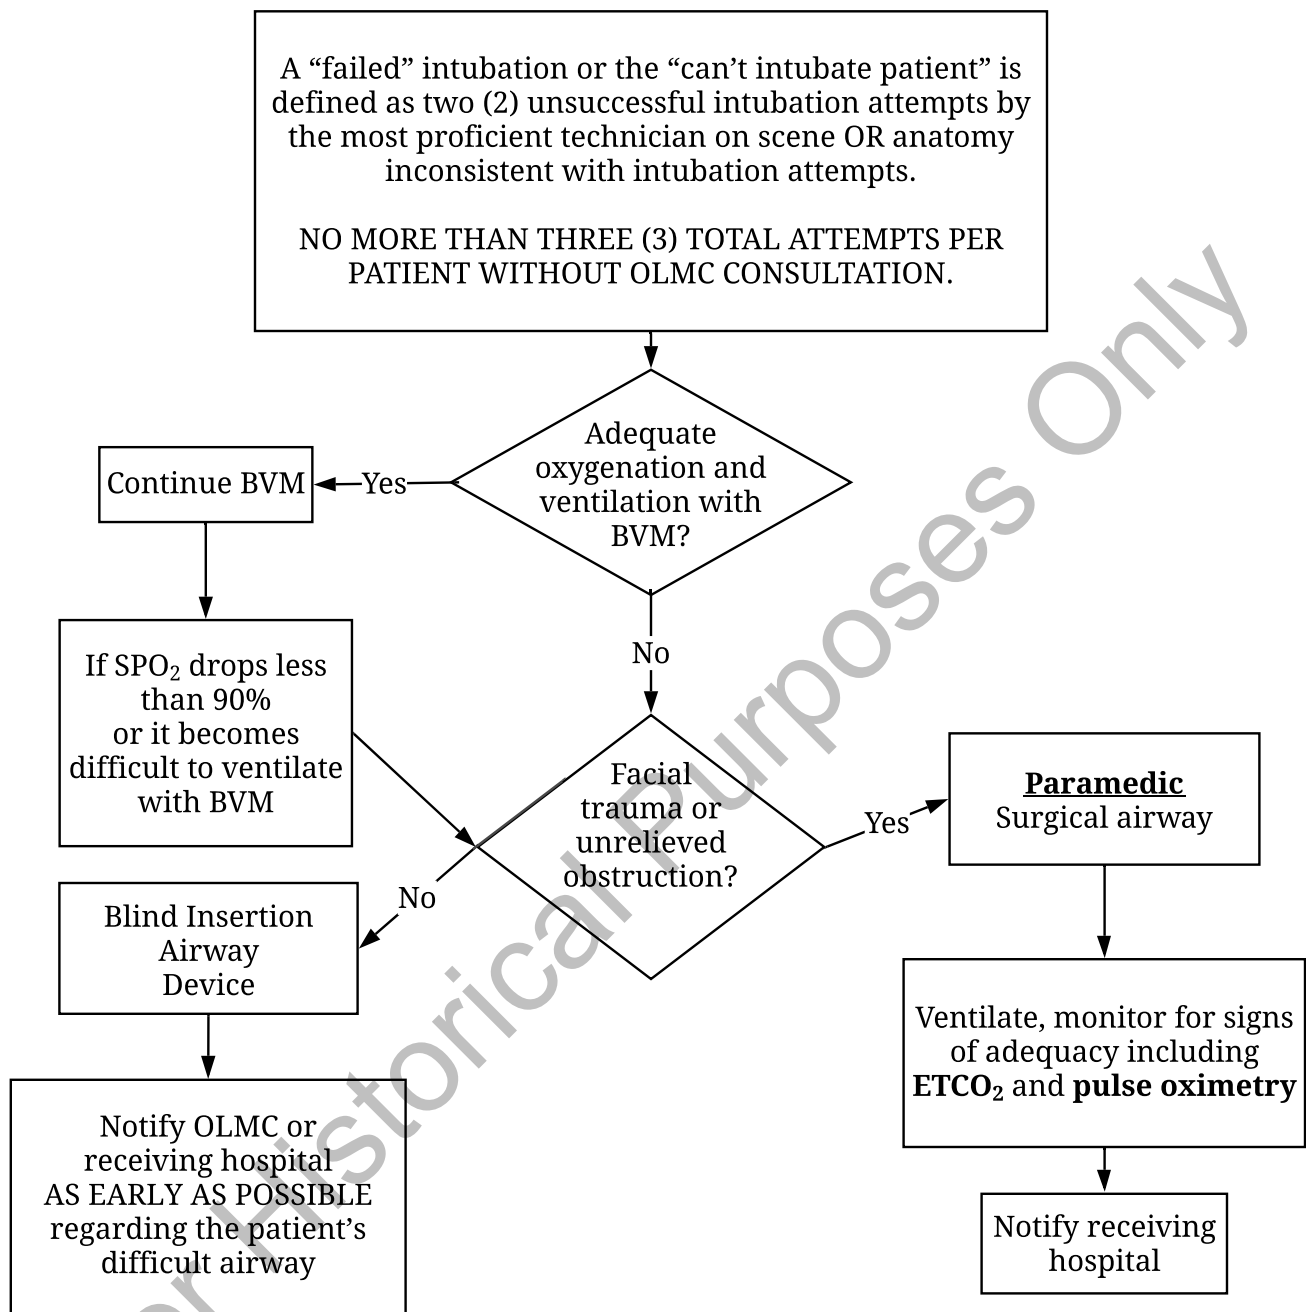 A “failed” intubation or the “can’t intubate patient” is
defined as two (2) unsuccessful intubation attempts by
the most proficient technician on scene OR anatomy
inconsistent with intubation attempts.
NO MORE THAN THREE (3) TOTAL ATTEMPTS PER
PATIENT WITHOUT OLMC CONSULTATION.
Adequate
oxygenation and
ventilation with
BVM?
Yes
Continue BVM
No
If SPO₂ drops less
than 90%
or it becomes
difficult to ventilate
with BVM
Facial
trauma or
unrelieved
obstruction?
Yes
Paramedic
Surgical airway
No
Blind Insertion
Airway
Device
Ventilate, monitor for signs
of adequacy including
ETCO₂ and pulse oximetry
Notify OLMC or
receiving hospital
AS EARLY AS POSSIBLE
regarding the patient’s
difficult airway
Notify receiving
hospital
Historical Purposes Only